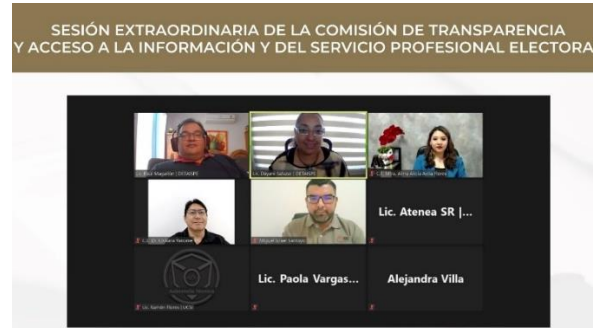 SESIÓN EXTRAORDINARIA DE LA COMISIÓN DE TRANSPARENCIA
Y ACCESO A LA INFORMACIÓN Y DEL SERVICIO PROFESIONAL ELECTORA
Lic. Atenea SR |...
Lic. Paola Vargas...
Alejandra Villa